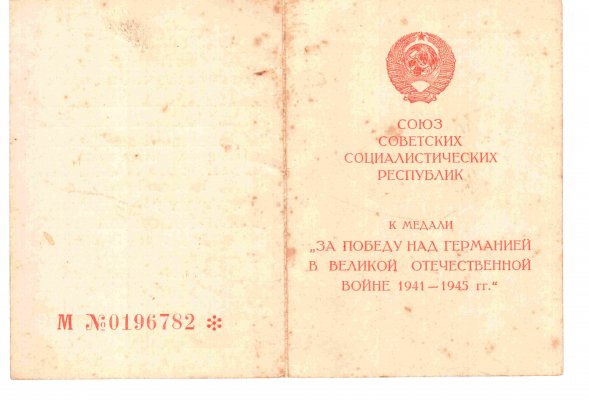 М №0196782 ✻
СОЮЗ
СОВЕТСКИХ
СОЦИАЛИСТИЧЕСКИХ
РЕСПУБЛИК
К МЕДАЛИ
„ЗА ПОБЕДУ НАД ГЕРМАНИЕЙ
В ВЕЛИКОЙ ОТЕЧЕСТВЕННОЙ
ВОЙНЕ 1941—1945 гг.“